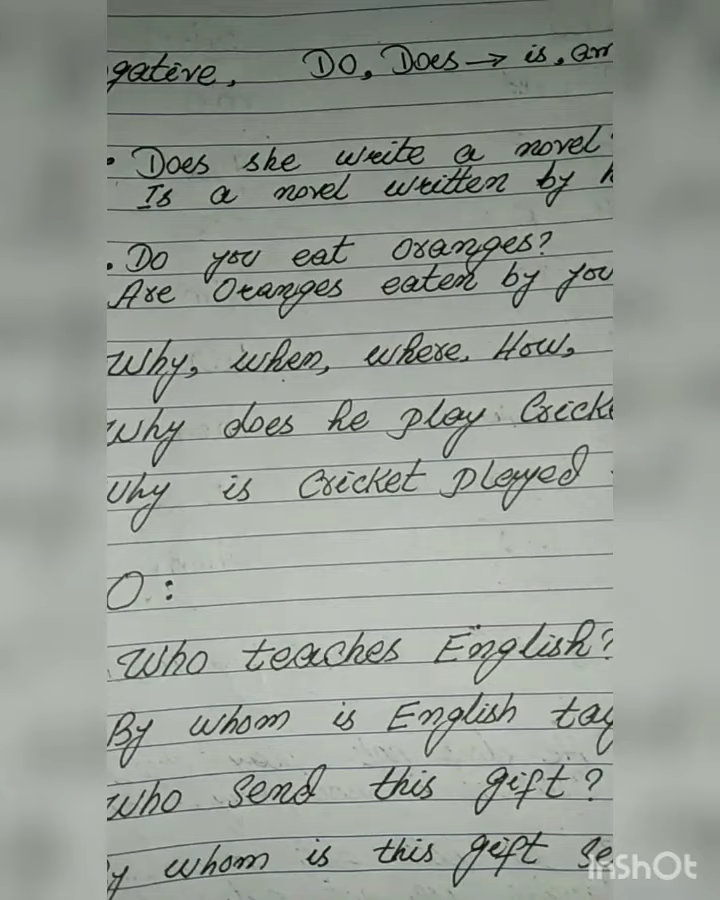 gative, DO, Does → is, ar
• Does she write a novel
Is a novel written by h
• Do you eat oranges?
Are Oranges eaten by you
Why, when, where, How,
Why does he play Crick
Why is Cricket played
O :
Who teaches English?
By whom is English tau
Who send this gift?
y whom is this gift se
InshOt